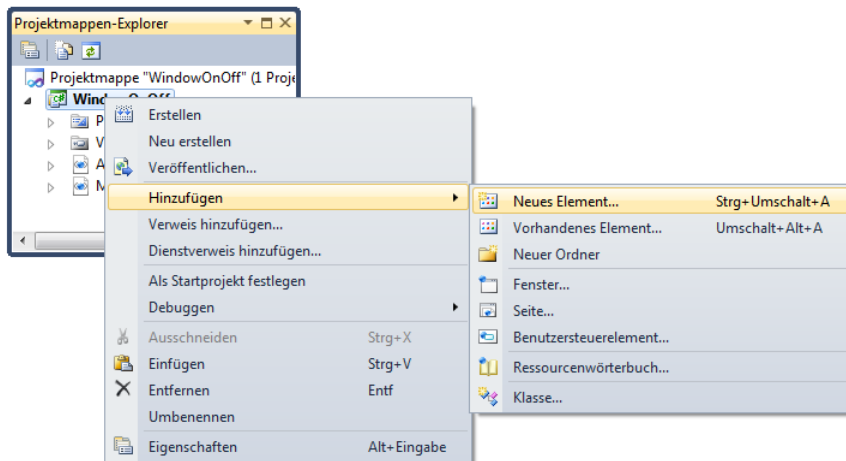 Projektmappen-Explorer
Projektmappe "WindowOnOff" (1 Proje
WindowOnOff
P
V
A
M
Erstellen
Neu erstellen
Veröffentlichen...
Hinzufügen
Verweis hinzufügen...
Dienstverweis hinzufügen...
Als Startprojekt festlegen
Debuggen
Ausschneiden Strg+X
Einfügen Strg+V
Entfernen Entf
Umbenennen
Eigenschaften Alt+Eingabe
Neues Element... Strg+Umschalt+A
Vorhandenes Element... Umschalt+Alt+A
Neuer Ordner
Fenster...
Seite...
Benutzersteuerelement...
Ressourcenwörterbuch...
Klasse...